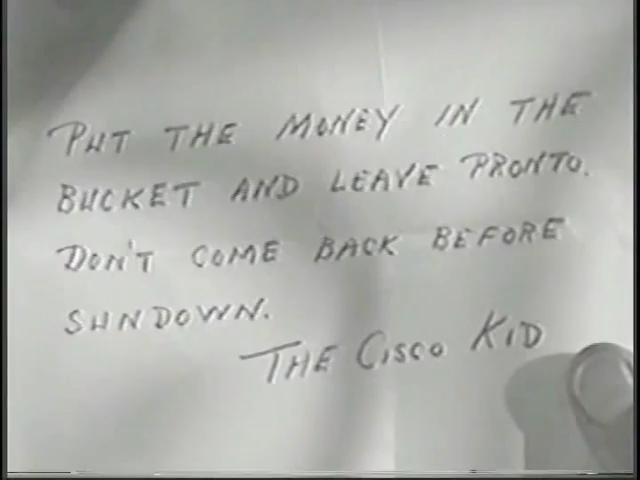 PUT THE MONEY IN THE
BUCKET AND LEAVE PRONTO.
DON'T COME BACK BEFORE
SUNDOWN.
THE CISCO KID